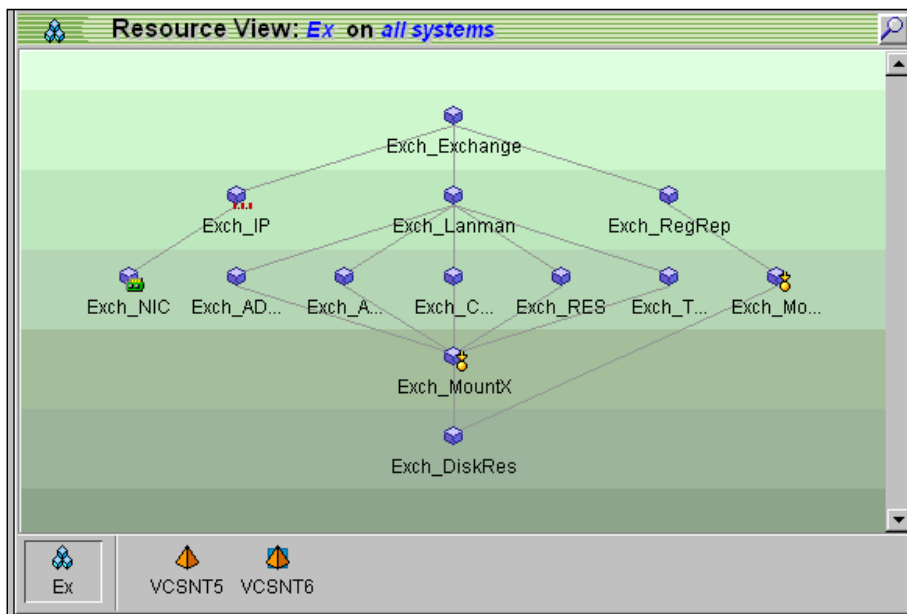 Resource View: Ex on all systems
Exch_Exchange
Exch_IP Exch_Lanman Exch_RegRep
Exch_NIC Exch_AD... Exch_A... Exch_C... Exch_RES Exch_T... Exch_Mo...
Exch_MountX
Exch_DiskRes
Ex VCSNT5 VCSNT6